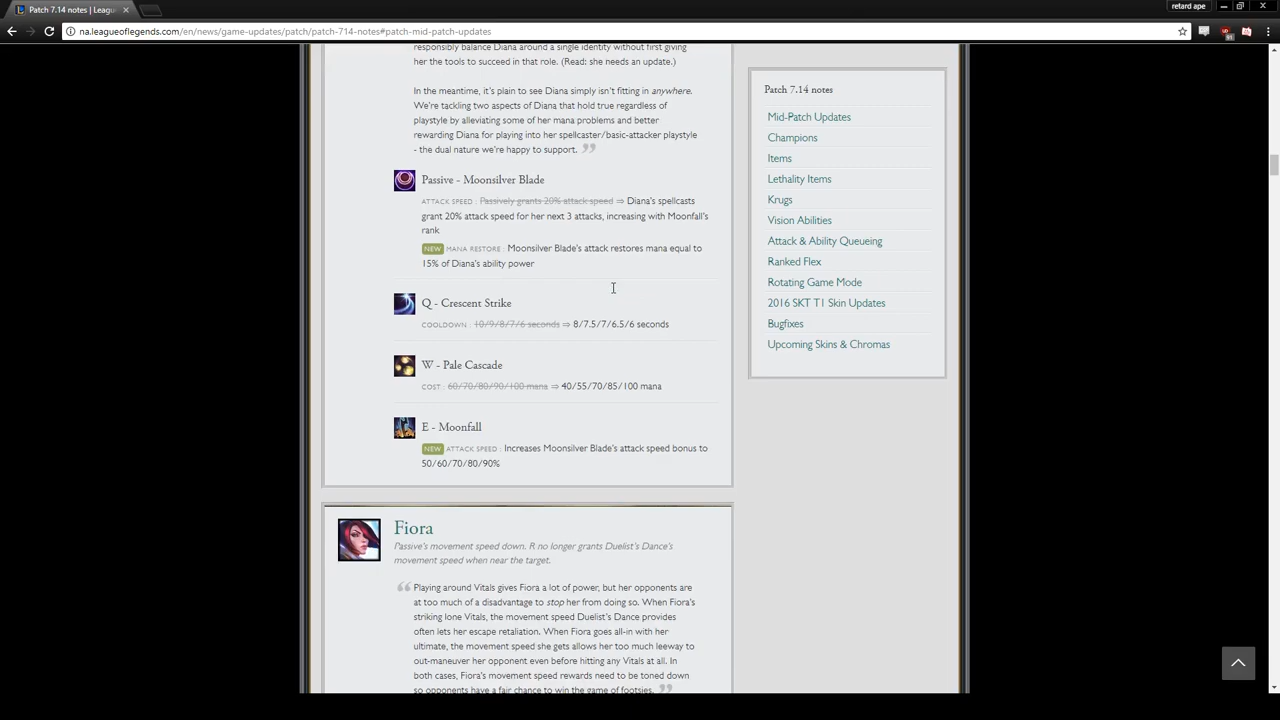 Patch 7.14 notes | Leagu
retard ape
na.leagueoflegends.com/en/news/game-updates/patch/patch-714-notes#patch-mid-patch-updates
responsibly balance Diana around a single identity without first giving
her the tools to succeed in that role. (Read: she needs an update.)
In the meantime, it's plain to see Diana simply isn't fitting in anywhere.
We're tackling two aspects of Diana that hold true regardless of
playstyle by alleviating some of her mana problems and better
rewarding Diana for playing into her spellcaster/basic-attacker playstyle
- the dual nature we're happy to support.
Passive - Moonsilver Blade
ATTACK SPEED : Passively grants 20% attack speed ⇒ Diana's spellcasts
grant 20% attack speed for her next 3 attacks, increasing with Moonfall's
rank
NEW MANA RESTORE : Moonsilver Blade's attack restores mana equal to
15% of Diana's ability power
Q - Crescent Strike
COOLDOWN : 10/9/8/7/6 seconds ⇒ 8/7.5/7/6.5/6 seconds
W - Pale Cascade
COST : 60/70/80/90/100 mana ⇒ 40/55/70/85/100 mana
E - Moonfall
NEW ATTACK SPEED : Increases Moonsilver Blade's attack speed bonus to
50/60/70/80/90%
Fiora
Passive's movement speed down. R no longer grants Duelist's Dance's
movement speed when near the target.
Playing around Vitals gives Fiora a lot of power, but her opponents are
at too much of a disadvantage to stop her from doing so. When Fiora's
striking lone Vitals, the movement speed Duelist's Dance provides
often lets her escape retaliation. When Fiora goes all-in with her
ultimate, the movement speed she gets allows her too much leeway to
out-maneuver her opponent even before hitting any Vitals at all. In
both cases, Fiora's movement speed rewards need to be toned down
so opponents have a fair chance to win the game of footsies.
Patch 7.14 notes
Mid-Patch Updates
Champions
Items
Lethality Items
Krugs
Vision Abilities
Attack & Ability Queueing
Ranked Flex
Rotating Game Mode
2016 SKT T1 Skin Updates
Bugfixes
Upcoming Skins & Chromas